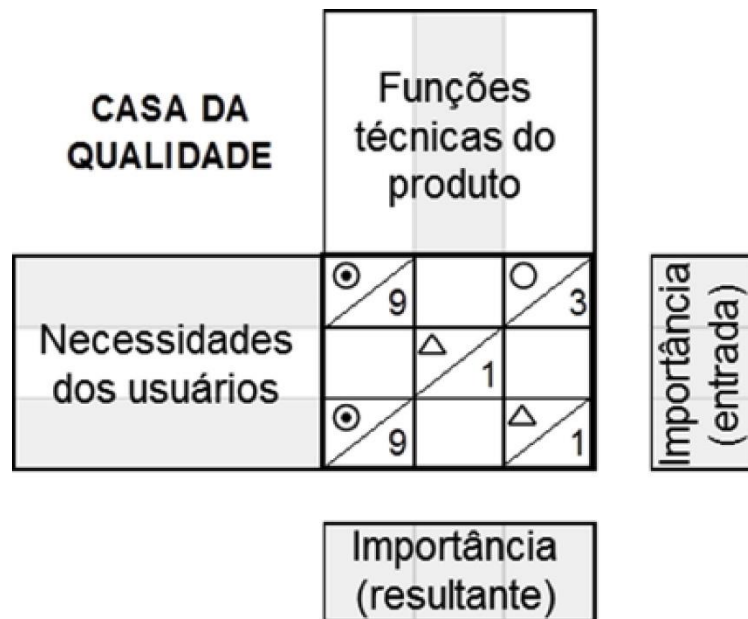 CASA DA
QUALIDADE
Funções
técnicas do
produto
Necessidades
dos usuários
9
3
1
9
1
Importância
(entrada)
Importância
(resultante)